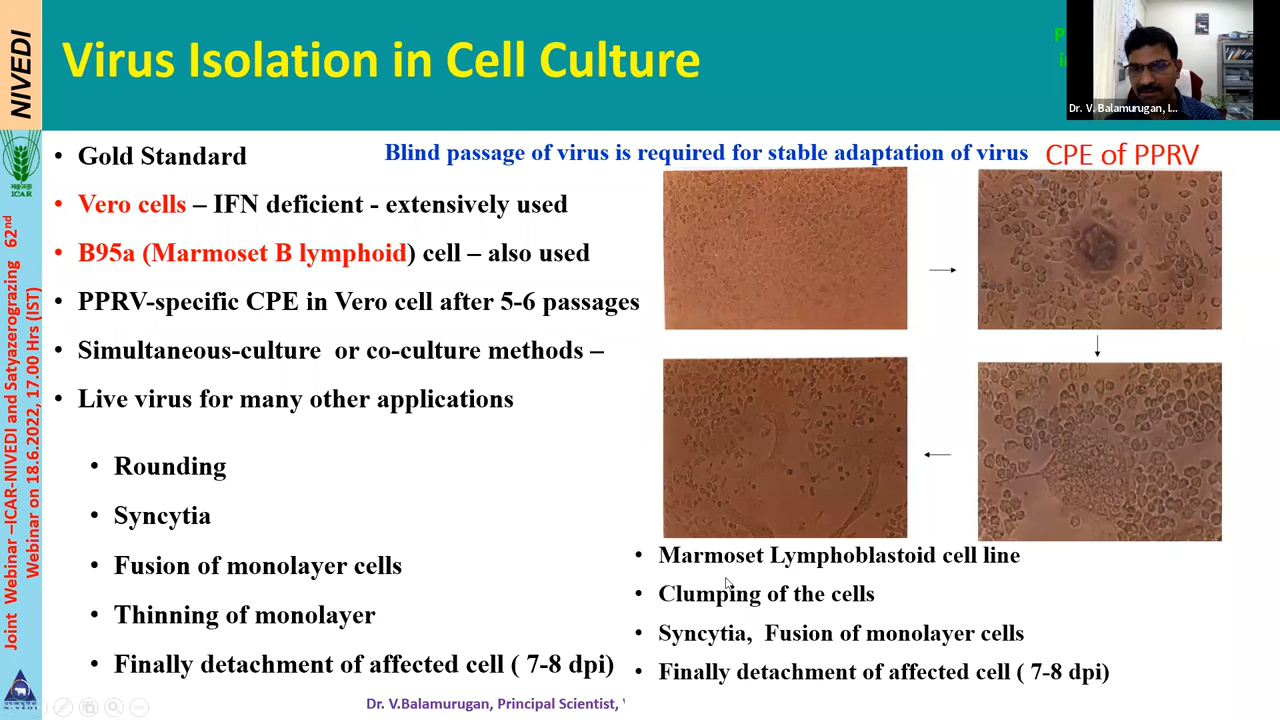 NIVEDI
Virus Isolation in Cell Culture
Dr. V. Balamurugan, I...
ICAR
NIVEDI
Joint Webinar –ICAR-NIVEDI and Satyazerograzing 62nd
Webinar on 18.6.2022, 17.00 Hrs (IST)
• Gold Standard
Blind passage of virus is required for stable adaptation of virus
CPE of PPRV
• Vero cells – IFN deficient - extensively used
• B95a (Marmoset B lymphoid) cell – also used
• PPRV-specific CPE in Vero cell after 5-6 passages
• Simultaneous-culture or co-culture methods –
• Live virus for many other applications
• Rounding
• Syncytia
• Fusion of monolayer cells
• Thinning of monolayer
• Finally detachment of affected cell ( 7-8 dpi)
• Marmoset Lymphoblastoid cell line
• Clumping of the cells
• Syncytia, Fusion of monolayer cells
• Finally detachment of affected cell ( 7-8 dpi)
Dr. V.Balamurugan, Principal Scientist,